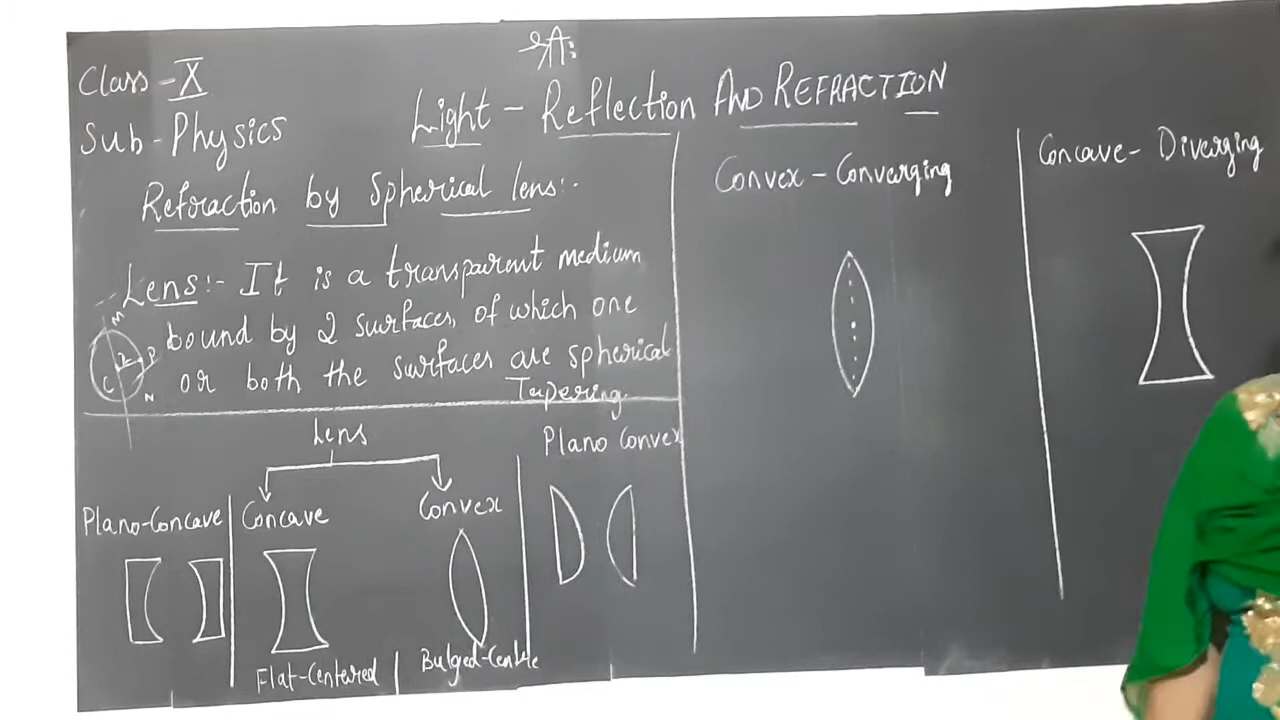 Class - X
Sub - Physics
Light - Reflection AND REFRACTION
Refraction by Spherical lens:-
Lens:- It is a transparent medium
bound by 2 surfaces, of which one
or both the surfaces are spherical
Tapering
M
P
C
N
Lens
Plano-Concave
Concave
Convex
Plano Convex
Flat-Centered
Bulged-Centre
Convex - Converging
Concave - Diverging